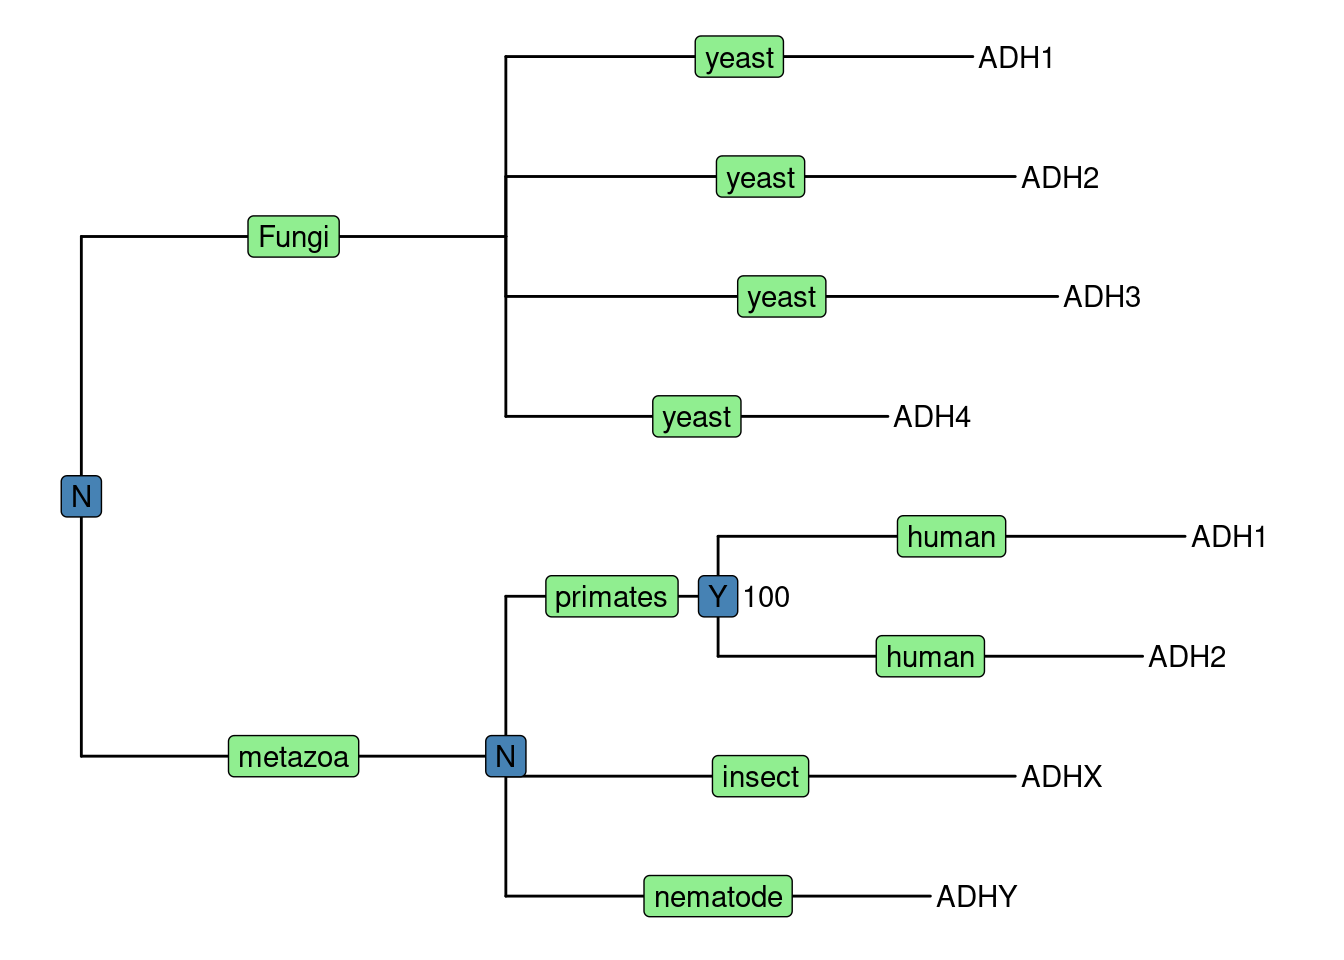 yeast ADH1
yeast ADH2
Fungi
yeast ADH3
yeast ADH4
N
human ADH1
primates Y 100
human ADH2
metazoa N
insect ADHX
nematode ADHY